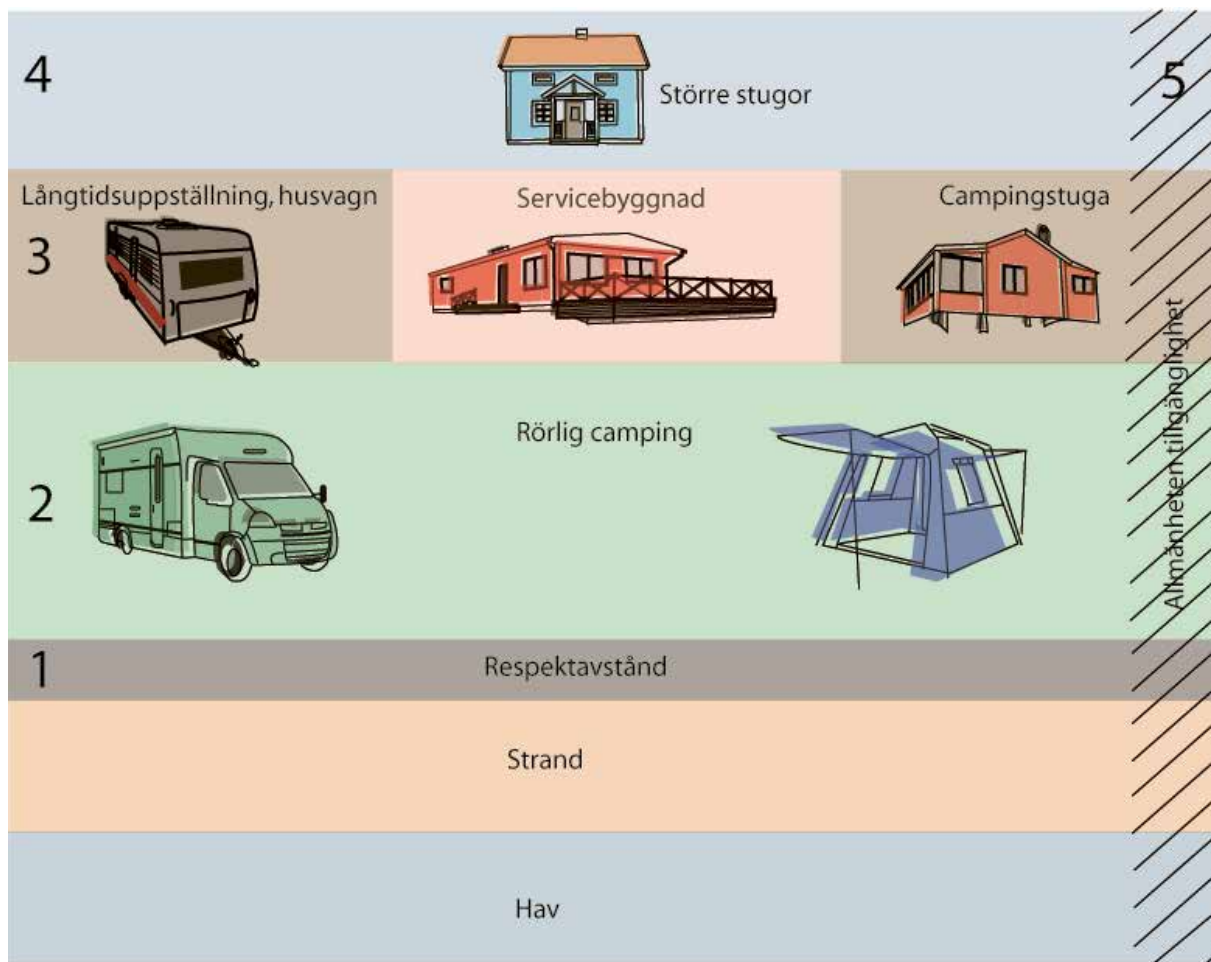 4
Större stugor
5
Långtidsuppställning, husvagn
Servicebyggnad
Campingstuga
3
Allmänheten tillgänglighet
Rörlig camping
2
1
Respektavstånd
Strand
Hav